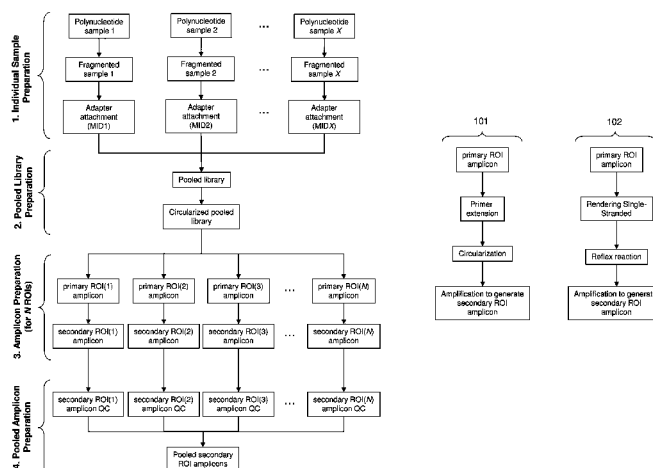 1. Individual Sample
Preparation
Polynucleotide
sample 1
Polynucleotide
sample 2
...
Polynucleotide
sample X
Fragmented
sample 1
Fragmented
sample 2
...
Fragmented
sample X
Adapter
attachment
(MID1)
Adapter
attachment
(MID2)
...
Adapter
attachment
(MIDX)
2. Pooled Library
Preparation
Pooled library
Circularized pooled
library
3. Amplicon Preparation
(for N ROIs)
primary ROI(1)
amplicon
primary ROI(2)
amplicon
primary ROI(3)
amplicon
...
primary ROI(N)
amplicon
secondary ROI(1)
amplicon
secondary ROI(2)
amplicon
secondary ROI(3)
amplicon
secondary ROI(N)
amplicon
4. Pooled Amplicon
Preparation
secondary ROI(1)
amplicon QC
secondary ROI(2)
amplicon QC
secondary ROI(3)
amplicon QC
...
secondary ROI(N)
amplicon QC
Pooled secondary
ROI amplicons
101
primary ROI
amplicon
Primer
extension
Circularization
Amplification to generate
secondary ROI
amplicon
102
primary ROI
amplicon
Rendering Single-
Stranded
Reflex reaction
Amplification to generate
secondary ROI
amplicon